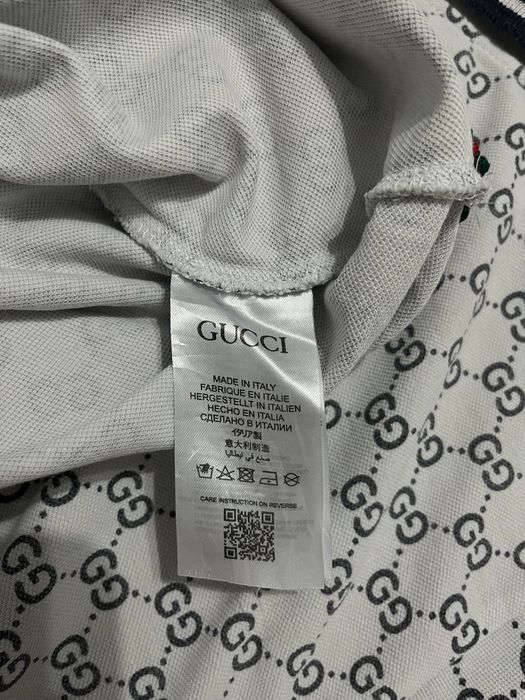 GUCCI
MADE IN ITALY
FABRIQUE EN ITALIE
HERGESTELLT IN ITALIEN
HECHO EN ITALIA
СДЕЛАНО В ИТАЛИИ
イタリア製
意大利制造
صنع في ايطاليا
CARE INSTRUCTION ON REVERSE